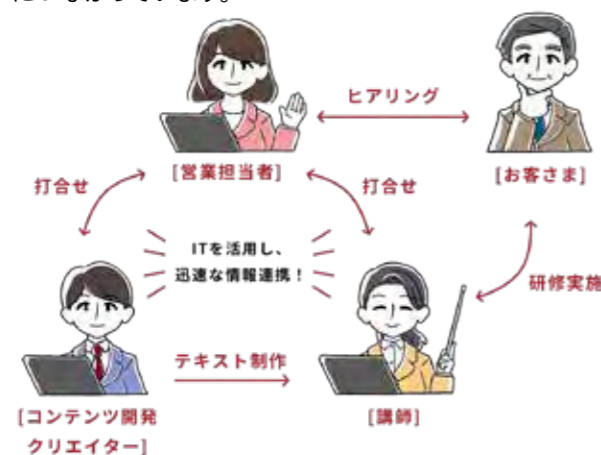 ヒアリング
[営業担当者]
[お客さま]
打合せ
打合せ
ITを活用し、
迅速な情報連携！
研修実施
テキスト制作
[コンテンツ開発
クリエイター]
[講師]